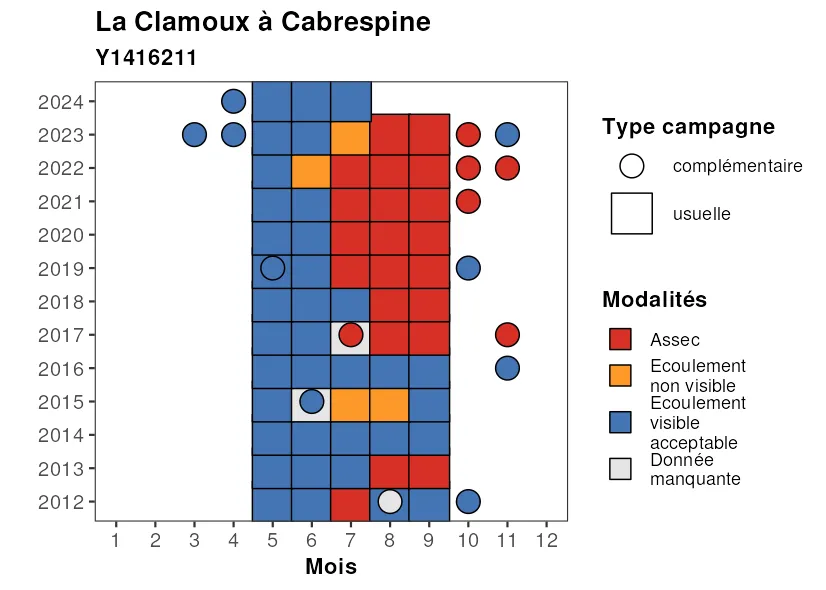 La Clamoux à Cabrespine
Y1416211
2024
2023
2022
2021
2020
2019
2018
2017
2016
2015
2014
2013
2012
1 2 3 4 5 6 7 8 9 10 11 12
Mois
Type campagne
complémentaire
usuelle
Modalités
Assec
Ecoulement
non visible
Ecoulement
visible
acceptable
Donnée
manquante